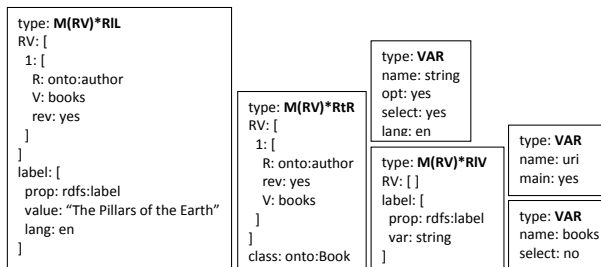 type: M(RV)*RlL
RV: [
1: [
R: onto:author
V: books
rev: yes
]
]
label: [
prop: rdfs:label
value: “The Pillars of the Earth”
lang: en
]
type: M(RV)*RtR
RV: [
1: [
R: onto:author
rev: yes
V: books
]
]
class: onto:Book
type: VAR
name: string
opt: yes
select: yes
lang: en
type: M(RV)*RlV
RV: [ ]
label: [
prop: rdfs:label
var: string
]
type: VAR
name: uri
main: yes
type: VAR
name: books
select: no